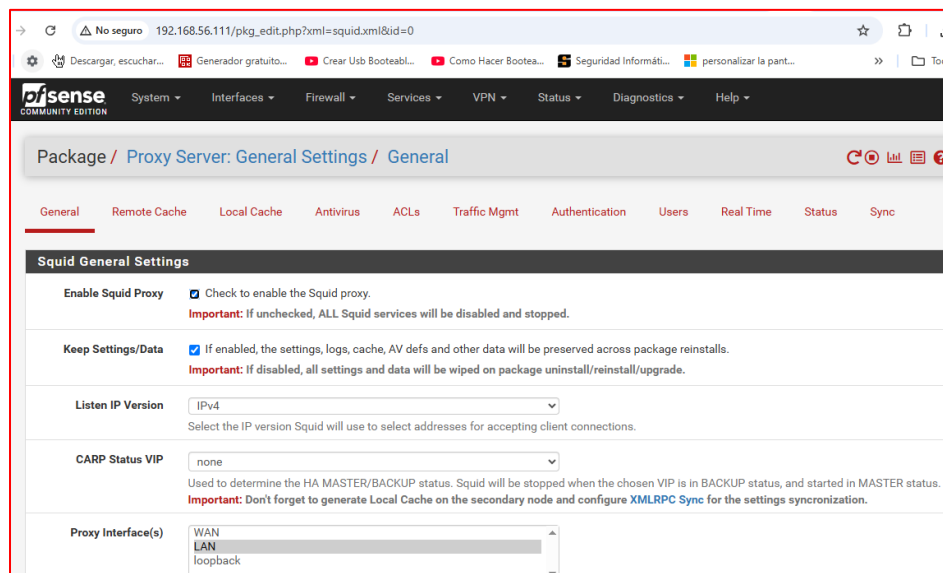 No seguro 192.168.56.111/pkg_edit.php?xml=squid.xml&id=0
Descargar, escuchar... Generador gratuito... Crear Usb Booteabl... Como Hacer Bootea... Seguridad Informáti... personalizar la pant... »
pfsense System Interfaces Firewall Services VPN Status Diagnostics Help
COMMUNITY EDITION
Package / Proxy Server: General Settings / General
General Remote Cache Local Cache Antivirus ACLs Traffic Mgmt Authentication Users Real Time Status Sync
Squid General Settings
Enable Squid Proxy Check to enable the Squid proxy.
Important: If unchecked, ALL Squid services will be disabled and stopped.
Keep Settings/Data If enabled, the settings, logs, cache, AV defs and other data will be preserved across package reinstalls.
Important: If disabled, all settings and data will be wiped on package uninstall/reinstall/upgrade.
Listen IP Version IPv4
Select the IP version Squid will use to select addresses for accepting client connections.
CARP Status VIP none
Used to determine the HA MASTER/BACKUP status. Squid will be stopped when the chosen VIP is in BACKUP status, and started in MASTER status.
Important: Don't forget to generate Local Cache on the secondary node and configure XMLRPC Sync for the settings syncronization.
Proxy Interface(s) WAN
LAN
loopback